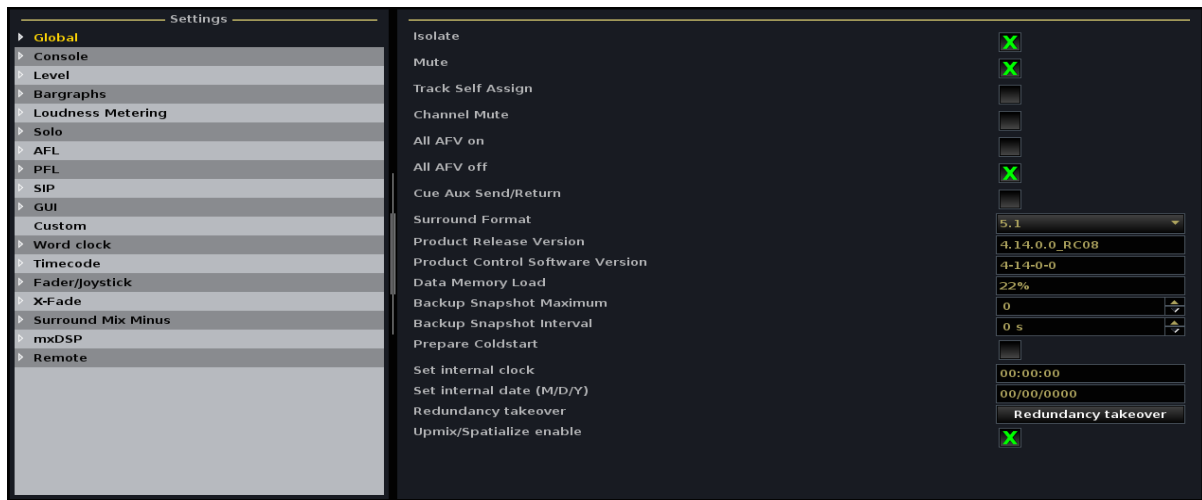 Settings
Global
Console
Level
Bargraphs
Loudness Metering
Solo
AFL
PFL
SIP
GUI
Custom
Word clock
Timecode
Fader/Joystick
X-Fade
Surround Mix Minus
mxDSP
Remote
Isolate X
Mute X
Track Self Assign
Channel Mute
All AFV on
All AFV off X
Cue Aux Send/Return
Surround Format 5.1
Product Release Version 4.14.0.0_RC08
Product Control Software Version 4-14-0-0
Data Memory Load 22%
Backup Snapshot Maximum 0
Backup Snapshot Interval 0 s
Prepare Coldstart
Set internal clock 00:00:00
Set internal date (M/D/Y) 00/00/0000
Redundancy takeover Redundancy takeover
Upmix/Spatialize enable X